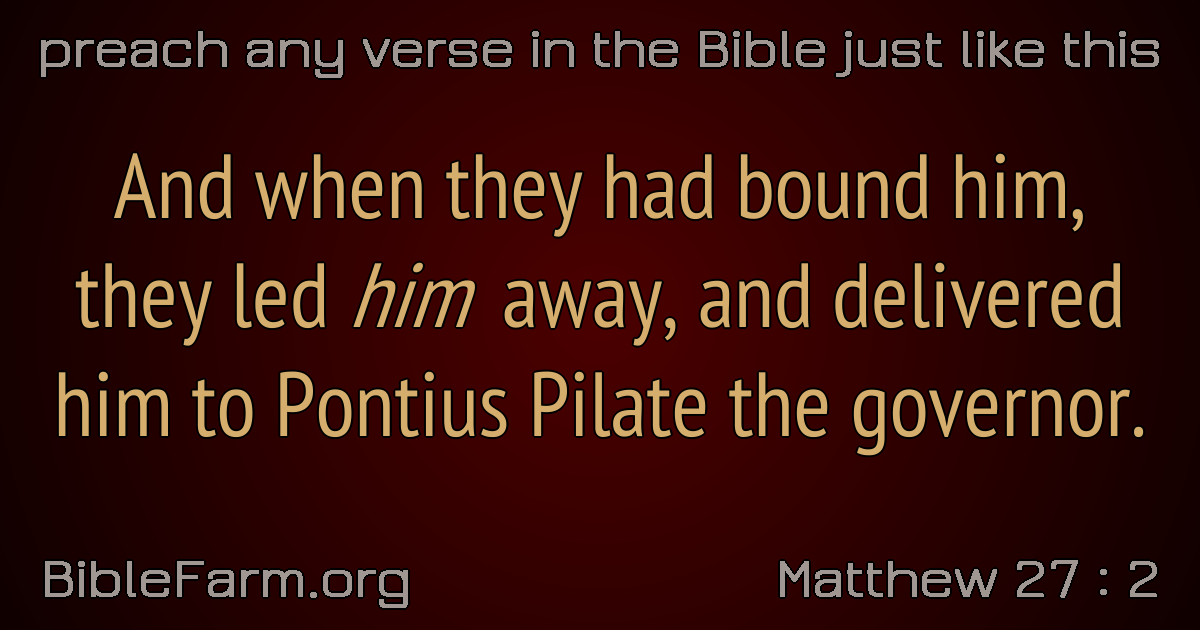 preach any verse in the Bible just like this
And when they had bound him,
they led him away, and delivered
him to Pontius Pilate the governor.
BibleFarm.org
Matthew 27 : 2